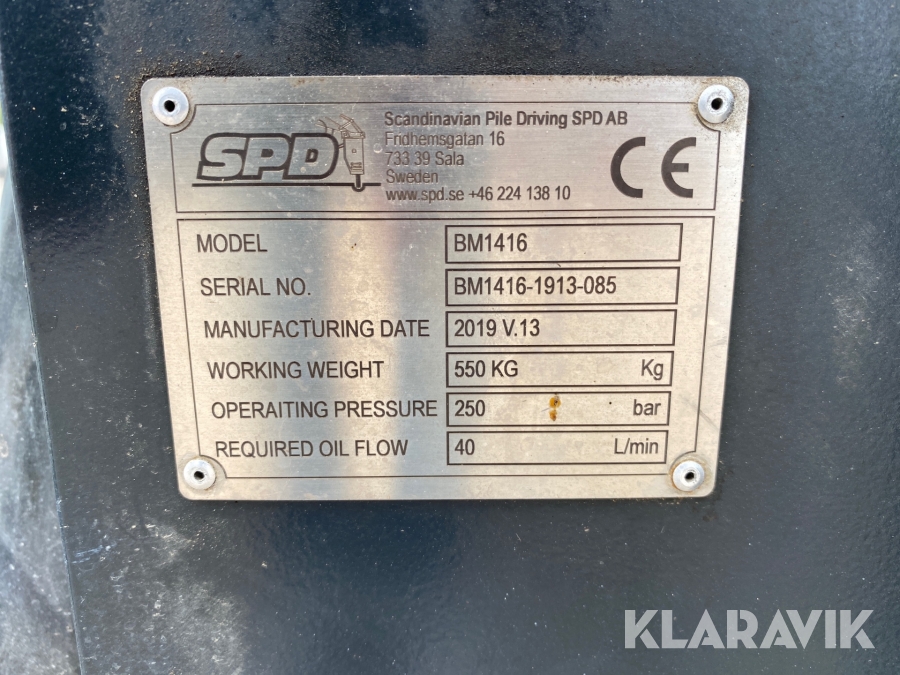 SPD
Scandinavian Pile Driving SPD AB
Fridhemsgatan 16
733 39 Sala
Sweden
www.spd.se +46 224 138 10
CE
MODEL BM1416
SERIAL NO. BM1416-1913-085
MANUFACTURING DATE 2019 V.13
WORKING WEIGHT 550 KG Kg
OPERAITING PRESSURE 250 bar
REQUIRED OIL FLOW 40 L/min
KLARAVIK